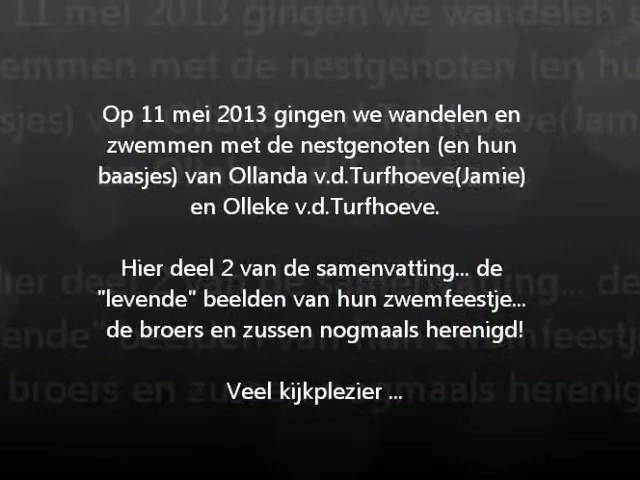 Op 11 mei 2013 gingen we wandelen en
zwemmen met de nestgenoten (en hun
baasjes) van Ollanda v.d.Turfhoeve(Jamie)
en Olleke v.d.Turfhoeve.
Hier deel 2 van de samenvatting... de
"levende" beelden van hun zwemfeestje...
de broers en zussen nogmaals herenigd!
Veel kijkplezier ...